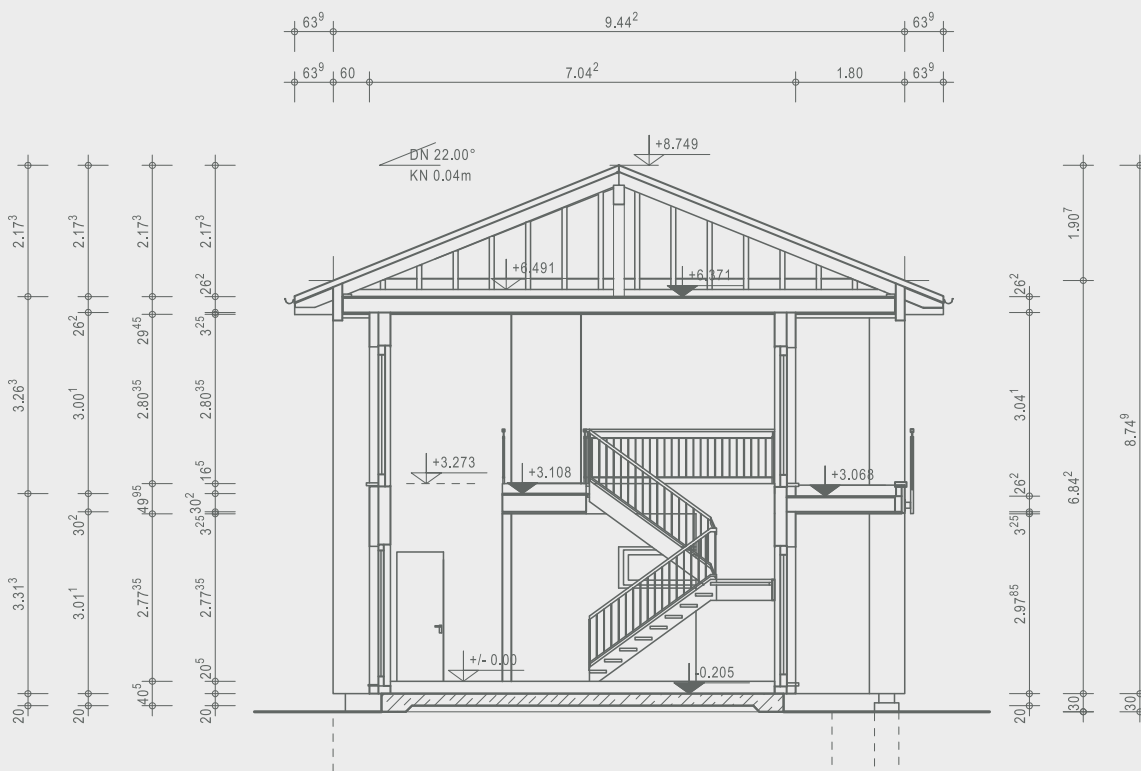 63⁹ 9.44² 63⁹
63⁹ 60 7.04² 1.80 63⁹
+8.749
DN 22.00°
KN 0.04m
2.17³ 2.17³ 2.17³ 2.17³ 1.90⁷
+6.491 +6.371
26² 26²
26² 29⁴⁵ 3²⁵
3.26³ 3.00¹ 2.80³⁵ 2.80³⁵ 3.04¹ 8.74⁹
+3.273 +3.108 +3.068
16⁵ 26² 6.84²
30² 49⁹⁵ 30² 3²⁵ 3²⁵
3.31³ 3.01¹ 2.77³⁵ 2.77³⁵ 2.97⁸⁵
+/- 0.00 -0.205
20⁵
20 20 40⁵ 20 20 30 30